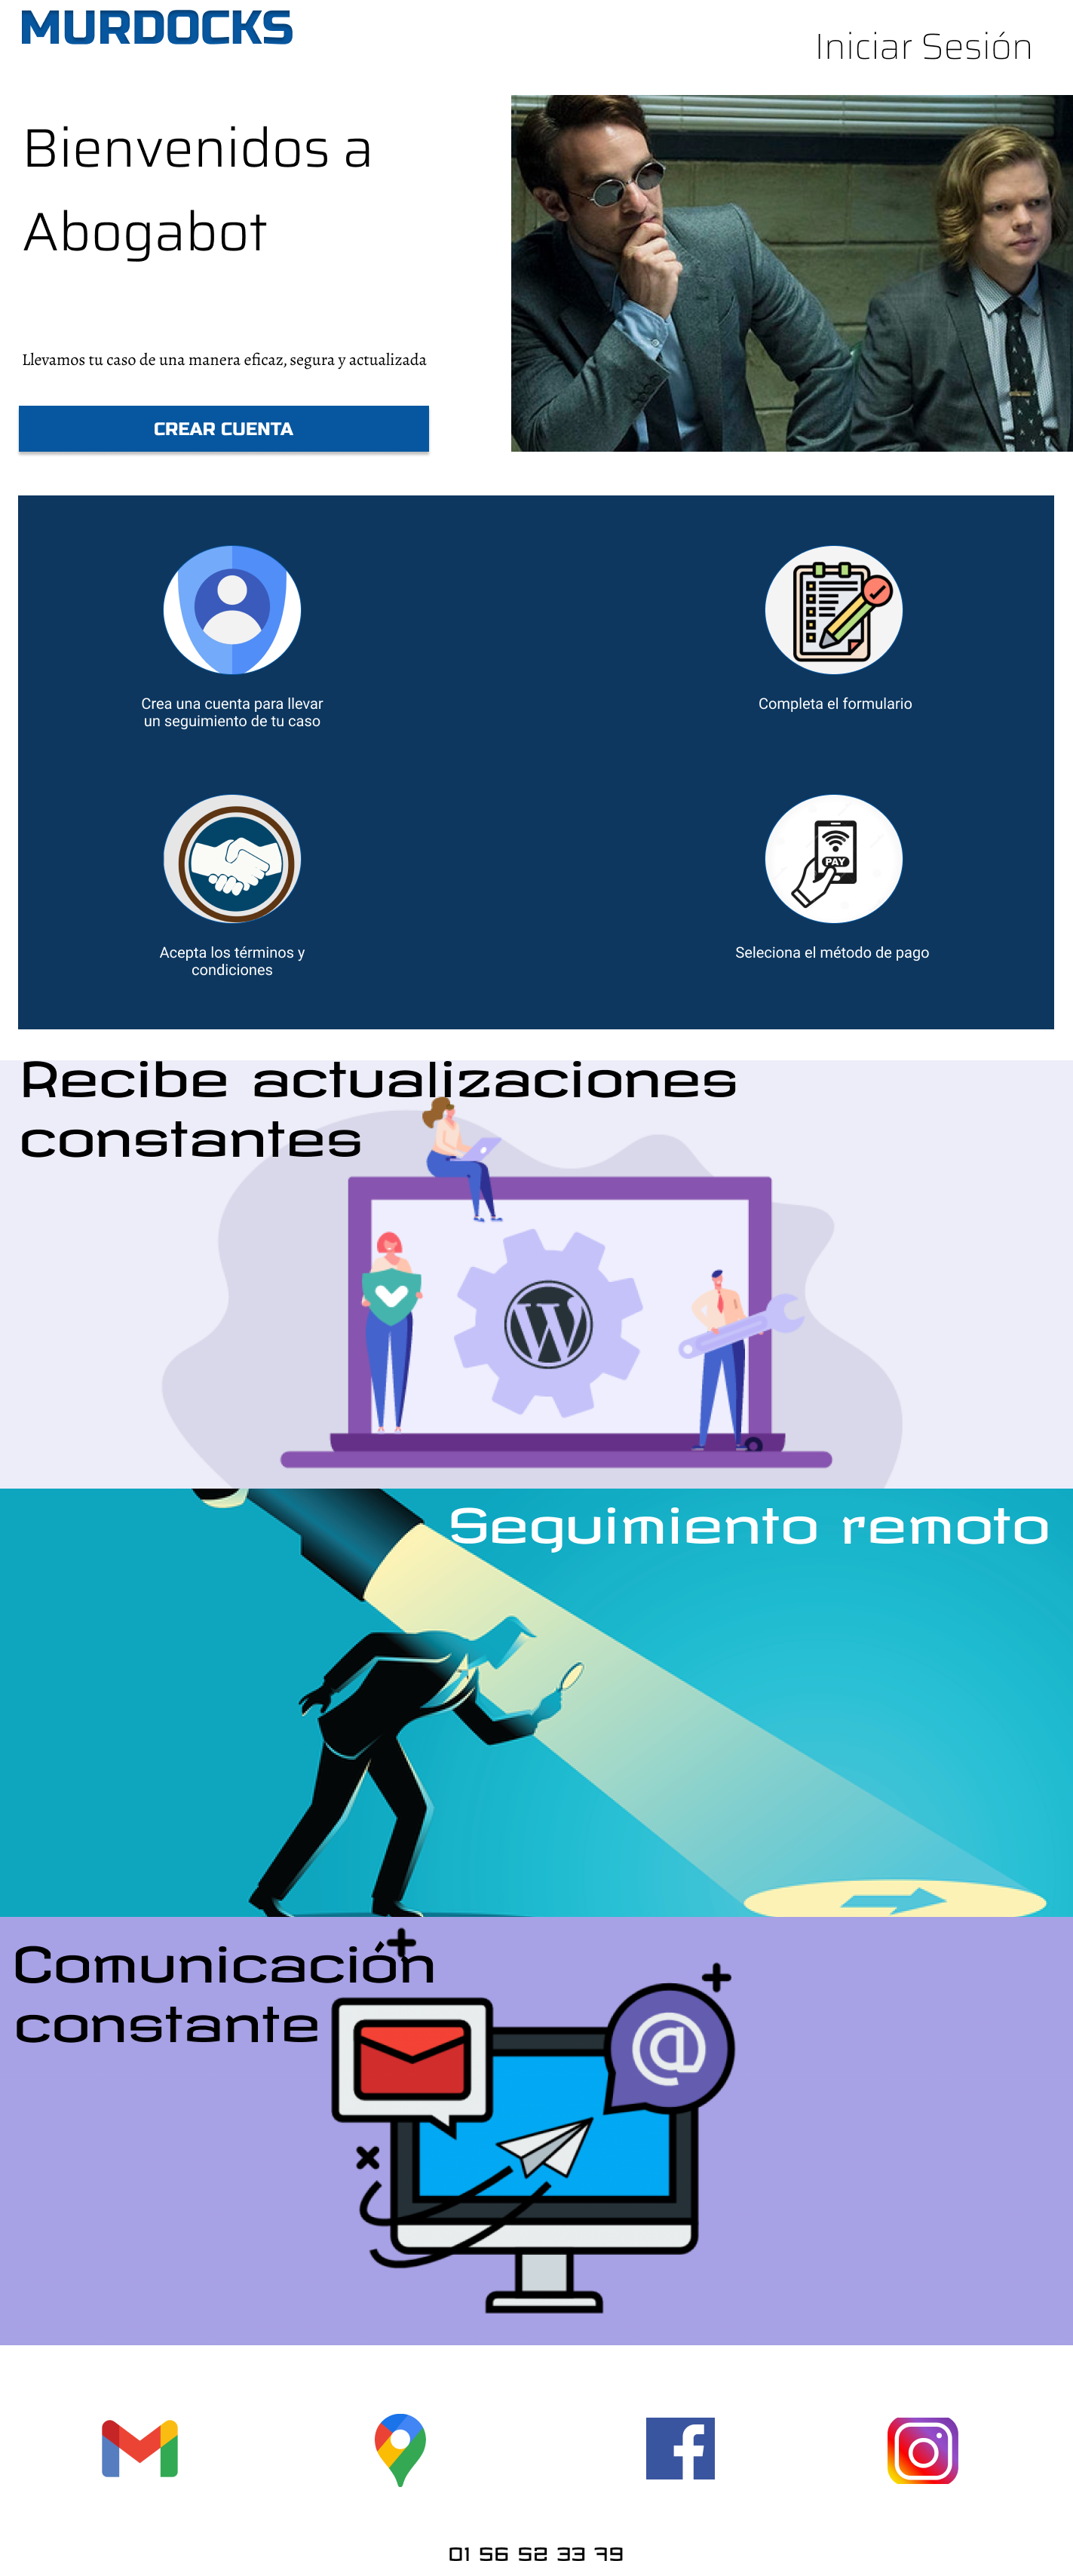 MURDOCKS
Iniciar Sesión
Bienvenidos a
Abogabot
Llevamos tu caso de una manera eficaz, segura y actualizada
CREAR CUENTA
Crea una cuenta para llevar
un seguimiento de tu caso
Completa el formulario
Acepta los términos y
condiciones
PAY
Seleciona el método de pago
Recibe actualizaciones
constantes
W
Seguimiento remoto
Comunicación
constante
@
01 56 52 33 79